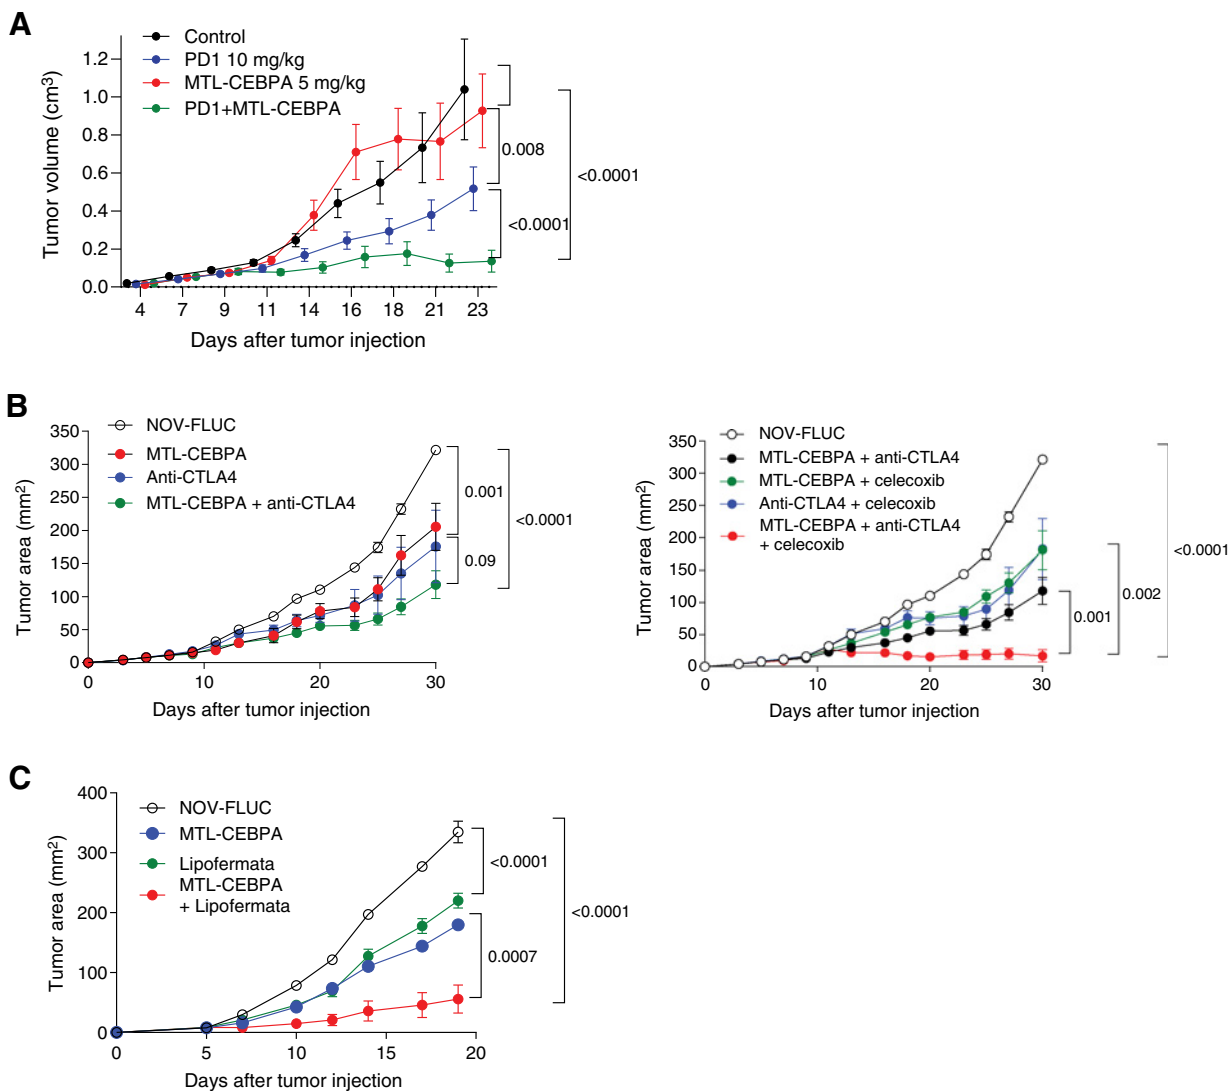 A
Control
PD1 10 mg/kg
MTL-CEBPA 5 mg/kg
PD1+MTL-CEBPA
Tumor volume (cm3)
1.2
1.0
0.8
0.6
0.4
0.2
0.0
4 7 9 11 14 16 18 21 23
Days after tumor injection
0.008
<0.0001
<0.0001
B
NOV-FLUC
MTL-CEBPA
Anti-CTLA4
MTL-CEBPA + anti-CTLA4
Tumor area (mm2)
350
300
250
200
150
100
50
0
0 10 20 30
Days after tumor injection
0.001
0.09
<0.0001
NOV-FLUC
MTL-CEBPA + anti-CTLA4
MTL-CEBPA + celecoxib
Anti-CTLA4 + celecoxib
MTL-CEBPA + anti-CTLA4
+ celecoxib
Tumor area (mm2)
350
300
250
200
150
100
50
0
0 10 20 30
Days after tumor injection
0.001
0.002
<0.0001
C
NOV-FLUC
MTL-CEBPA
Lipofermata
MTL-CEBPA
+ Lipofermata
Tumor area (mm2)
400
300
200
100
0
0 5 10 15 20
Days after tumor injection
<0.0001
0.0007
<0.0001